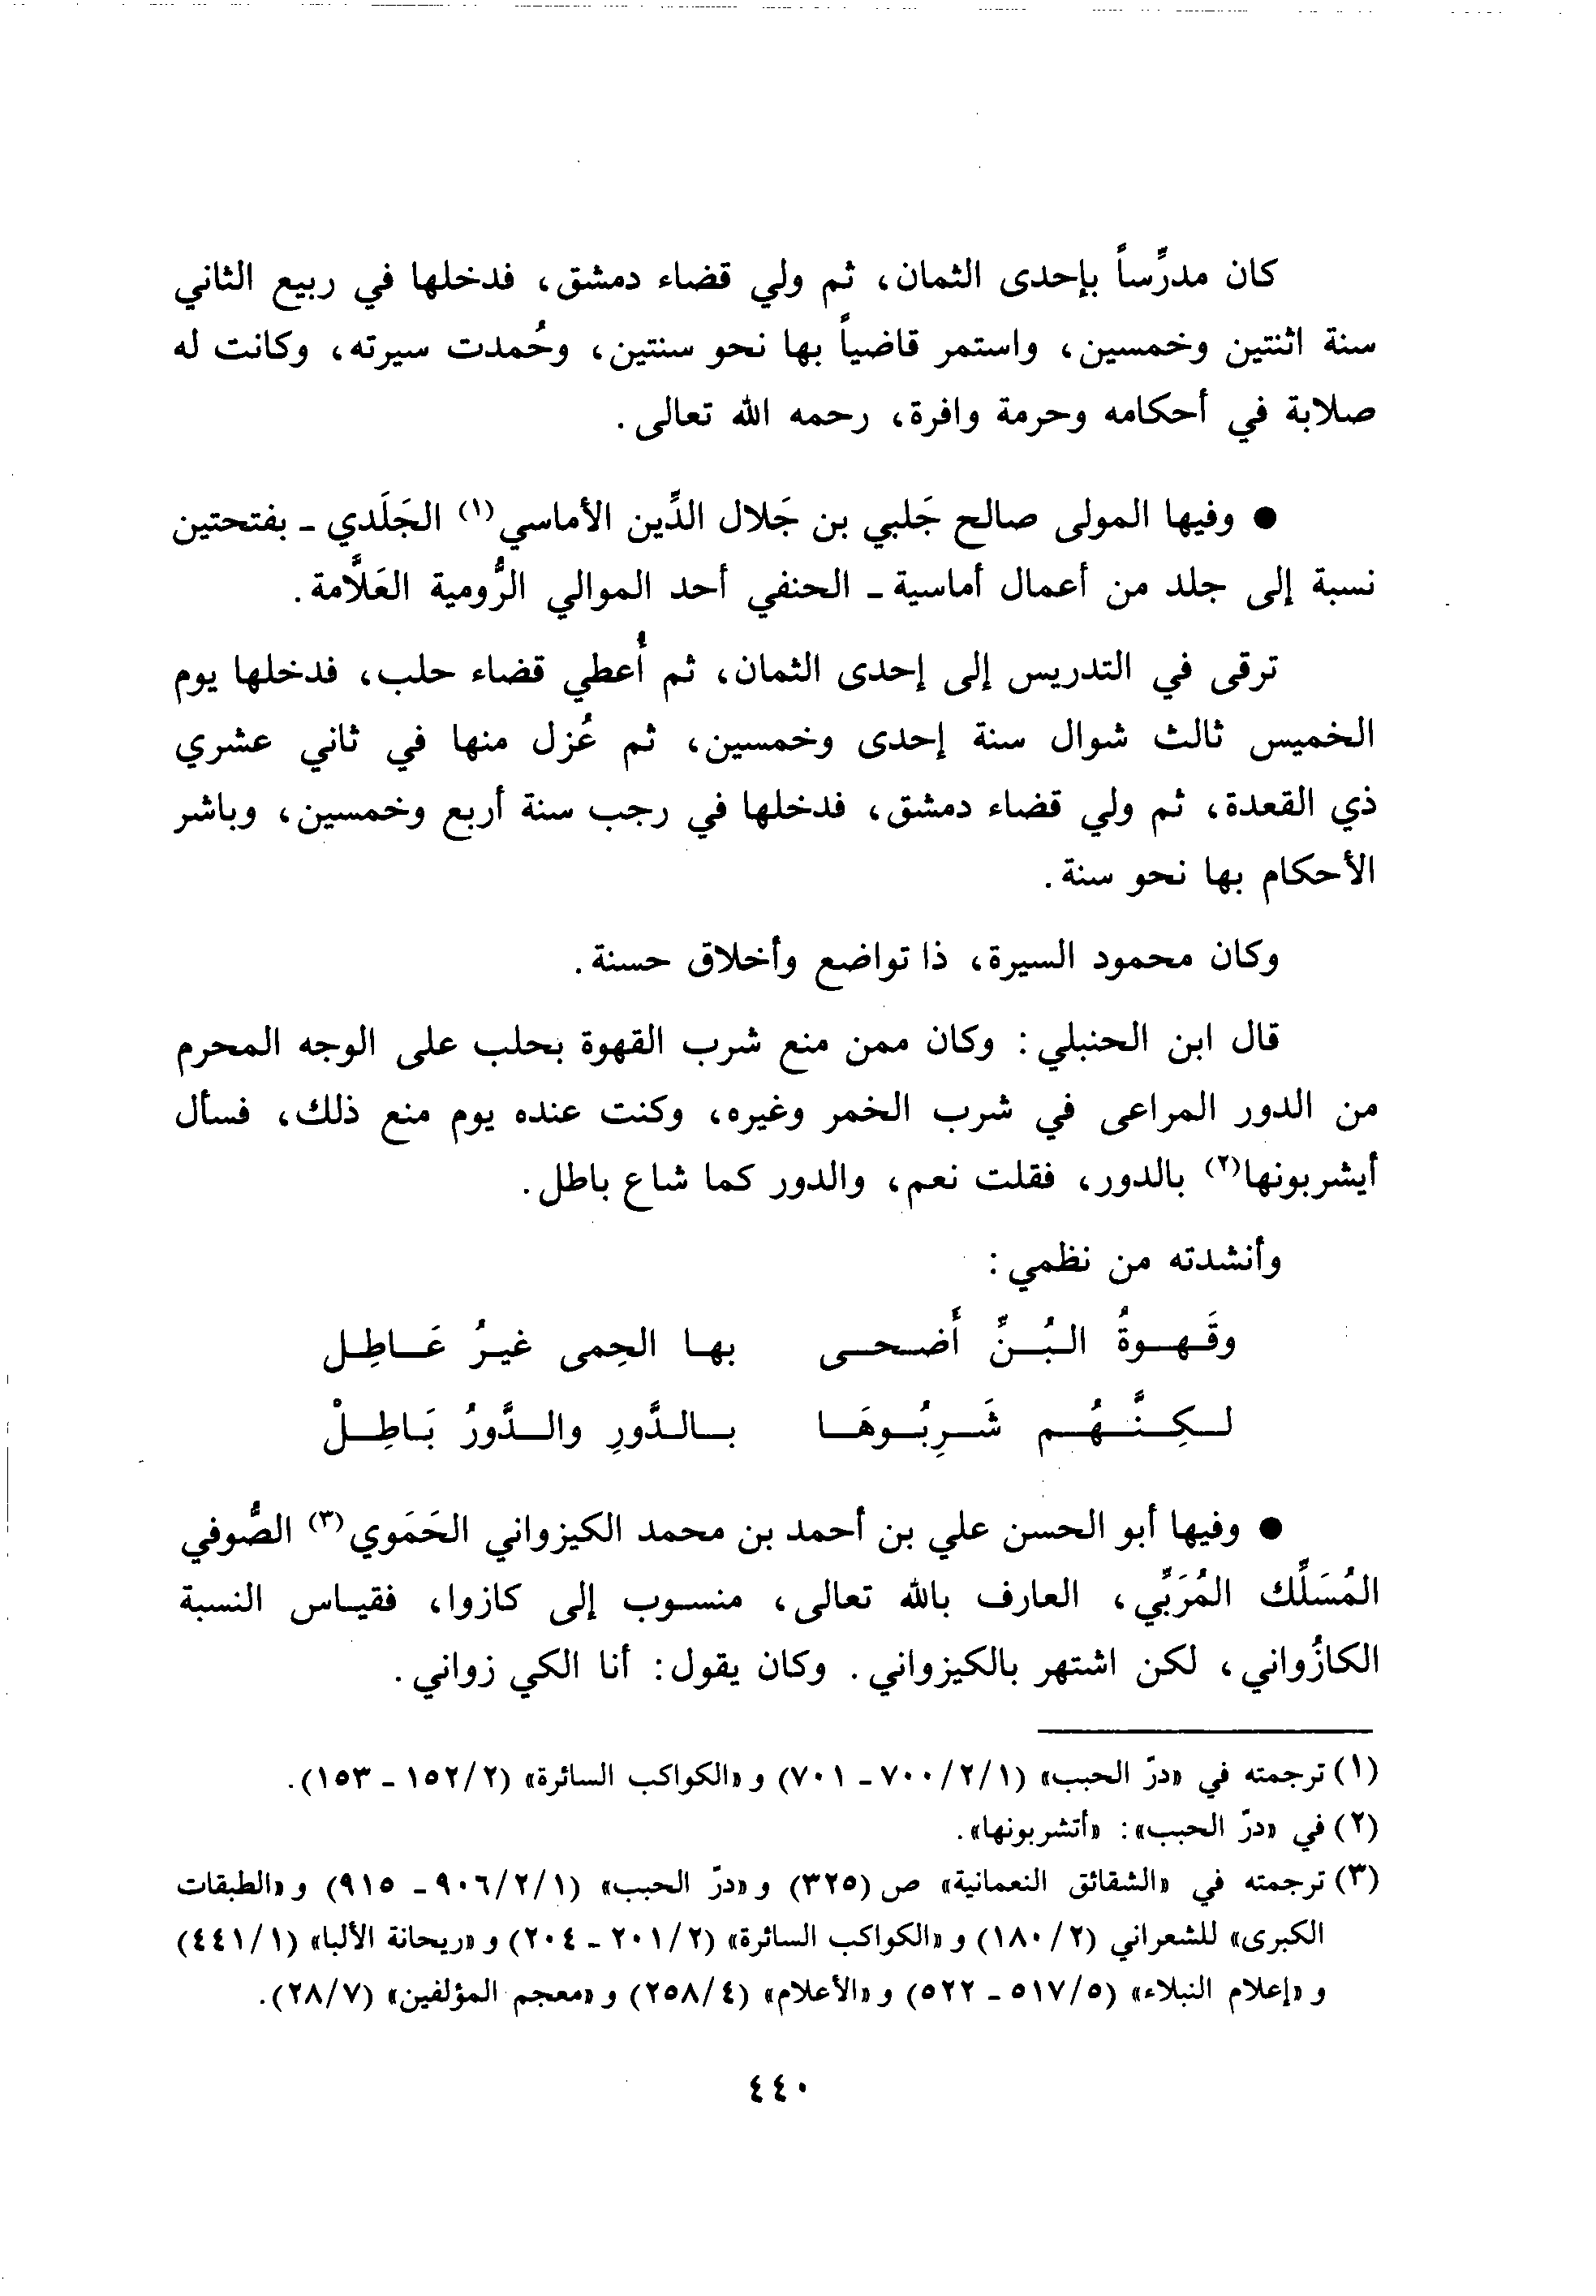 كان مدرِّساً بإحدى الثمان، ثم ولي قضاء دمشق، فدخلها في ربيع الثاني
سنة اثنتين وخمسين، واستمر قاضياً بها نحو سنتين، وحُمدت سيرته، وكانت له
صلابة في أحكامه وحرمة وافرة، رحمه الله تعالى.
● وفيها المولى صالح جَلبي بن جَلال الدِّين الأماسي(١) الجَلَدي - بفتحتين
نسبة إلى جلد من أعمال أماسية - الحنفي أحد الموالي الرُّومية العَلاَّمة.
ترقى في التدريس إلى إحدى الثمان، ثم أُعطي قضاء حلب، فدخلها يوم
الخميس ثالث شوال سنة إحدى وخمسين، ثم عُزل منها في ثاني عشري
ذي القعدة، ثم ولي قضاء دمشق، فدخلها في رجب سنة أربع وخمسين، وباشر
الأحكام بها نحو سنة.
وكان محمود السيرة، ذا تواضع وأخلاق حسنة.
قال ابن الحنبلي: وكان ممن منع شرب القهوة بحلب على الوجه المحرم
من الدور المراعى في شرب الخمر وغيره، وكنت عنده يوم منع ذلك، فسأل
أيشربونها(٢) بالدور، فقلت نعم، والدور كما شاع باطل.
وأنشدته من نظمي:
وقَهوةُ البُنِّ أَضحى بها الحِمى غيرُ عَاطِل
لكِنَّهُم شَرِبُوهَا بالدَّورِ والدَّورُ بَاطِلْ
● وفيها أبو الحسن علي بن أحمد بن محمد الكيزواني الحَمَوي(٣) الصُّوفي
المُسَلِّك المُرَبِّي، العارف بالله تعالى، منسوب إلى كازوا، فقياس النسبة
الكازُواني، لكن اشتهر بالكيزواني. وكان يقول: أنا الكي زواني.
(١) ترجمته في «درّ الحبب» (١/٢/٧٠٠ - ٧٠١) و «الكواكب السائرة» (٢/١٥٢ - ١٥٣).
(٢) في «درّ الحبب»: «أتشربونها».
(٣) ترجمته في «الشقائق النعمانية» ص (٣٢٥) و «درّ الحبب» (١/٢/٩٠٦ - ٩١٥) و «الطبقات
الكبرى» للشعراني (٢/١٨٠) و «الكواكب السائرة» (٢/٢٠١ - ٢٠٤) و «ريحانة الألبا» (١/٤٤١)
و «إعلام النبلاء» (٥/٥١٧ - ٥٢٢) و «الأعلام» (٤/٢٥٨) و «معجم المؤلفين» (٧/٢٨).
٤٤٠